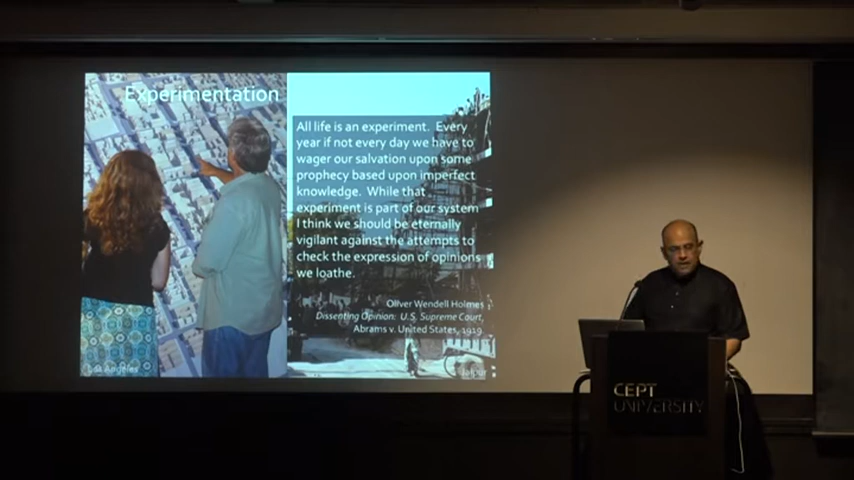 Experimentation
All life is an experiment. Every
year if not every day we have to
wager our salvation upon some
prophecy based upon imperfect
knowledge. While that
experiment is part of our system
I think we should be eternally
vigilant against the attempts to
check the expression of opinions
we loathe.
Oliver Wendell Holmes
Dissenting Opinion: U.S. Supreme Court,
Abrams v. United States, 1919
Los Angeles
Jaipur
CEPT
UNIVERSITY